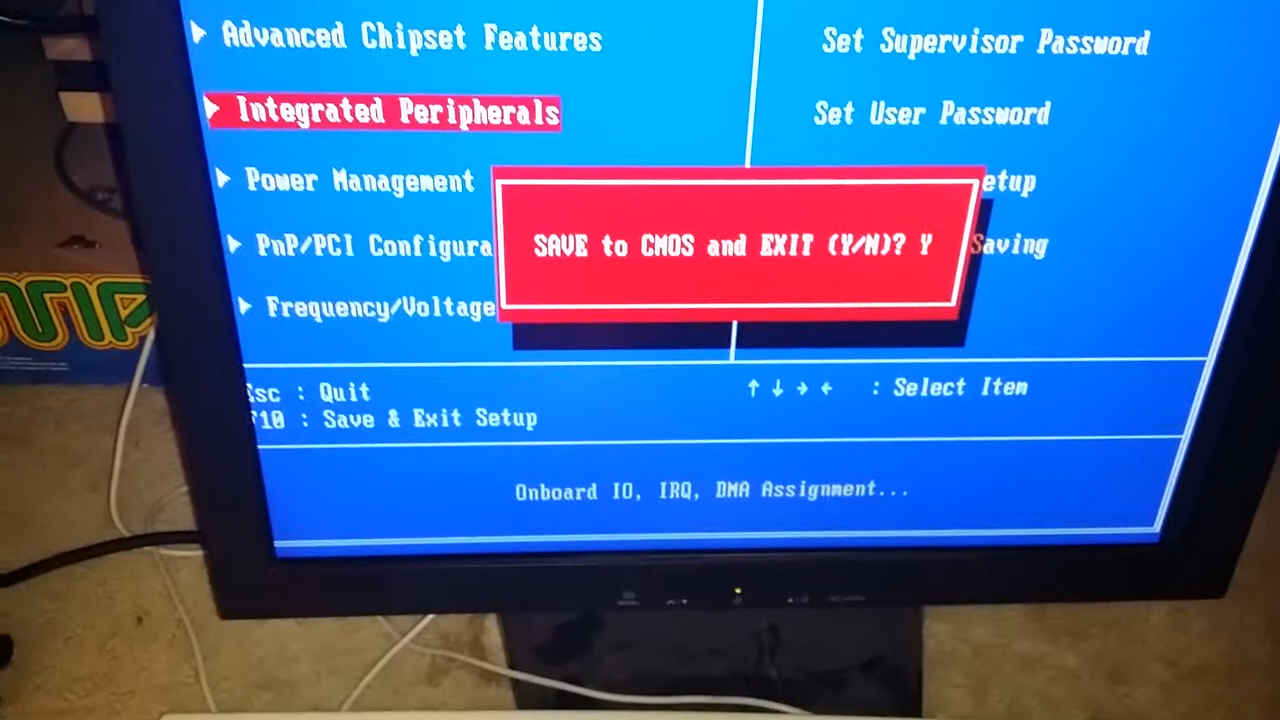 Advanced Chipset Features
Set Supervisor Password
Integrated Peripherals
Set User Password
Power Management
etup
PnP/PCI Configura
Saving
SAVE to CMOS and EXIT (Y/N)? Y
Frequency/Voltage
Esc : Quit
↑ ↓ → ← : Select Item
F10 : Save & Exit Setup
Onboard IO, IRQ, DMA Assignment...